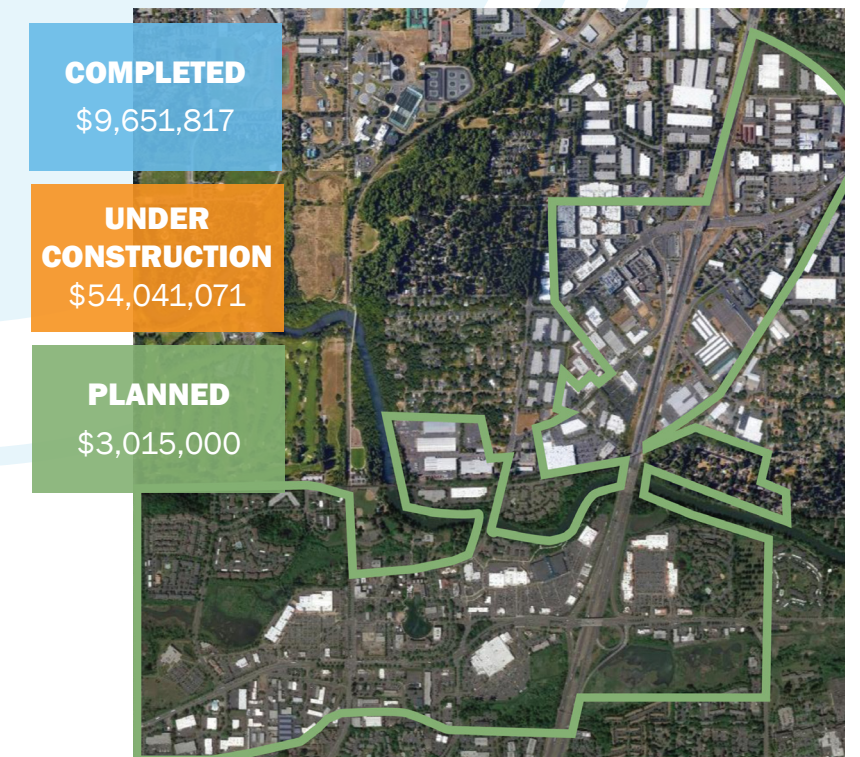 COMPLETED
$9,651,817
UNDER
CONSTRUCTION
$54,041,071
PLANNED
$3,015,000